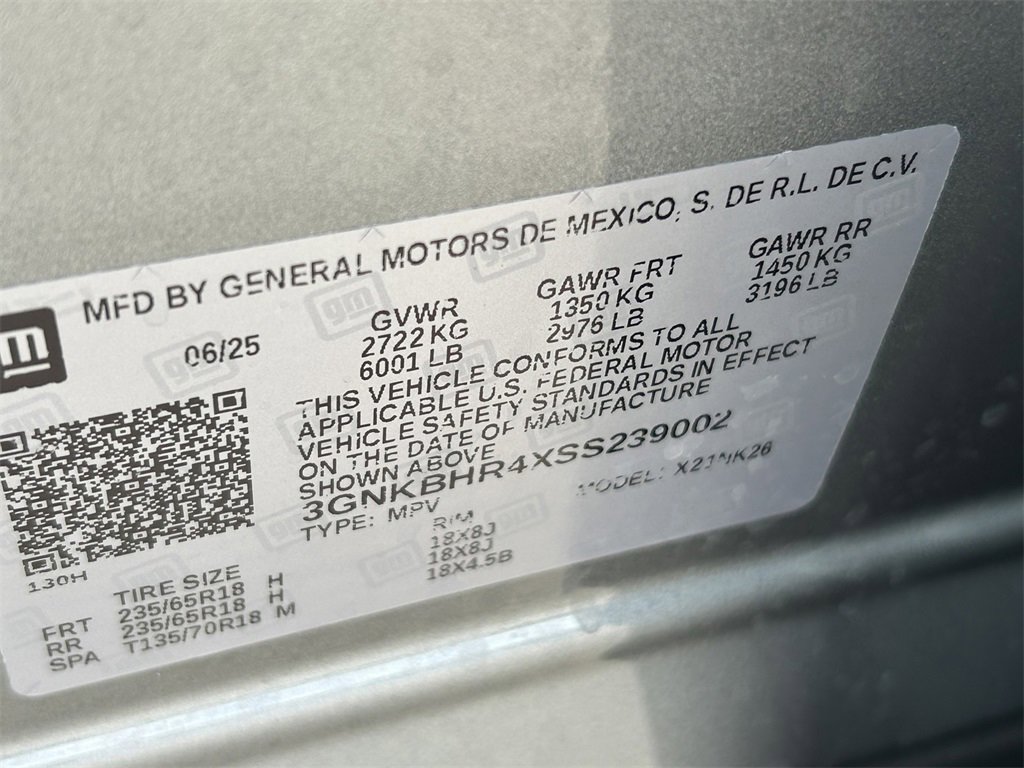 MFD BY GENERAL MOTORS DE MEXICO, S. DE R.L. DE C.V.
gm
06/25
GVWR GAWR FRT GAWR RR
2722 KG 1350 KG 1450 KG
6001 LB 2976 LB 3196 LB
THIS VEHICLE CONFORMS TO ALL
APPLICABLE U.S. FEDERAL MOTOR
VEHICLE SAFETY STANDARDS IN EFFECT
ON THE DATE OF MANUFACTURE
SHOWN ABOVE
3GNKBHR4XSS239002
TYPE: MPV MODEL: X21NK26
130H
TIRE SIZE RIM
FRT 235/65R18 H 18X8J
RR 235/65R18 H 18X8J
SPA T135/70R18 M 18X4.5B